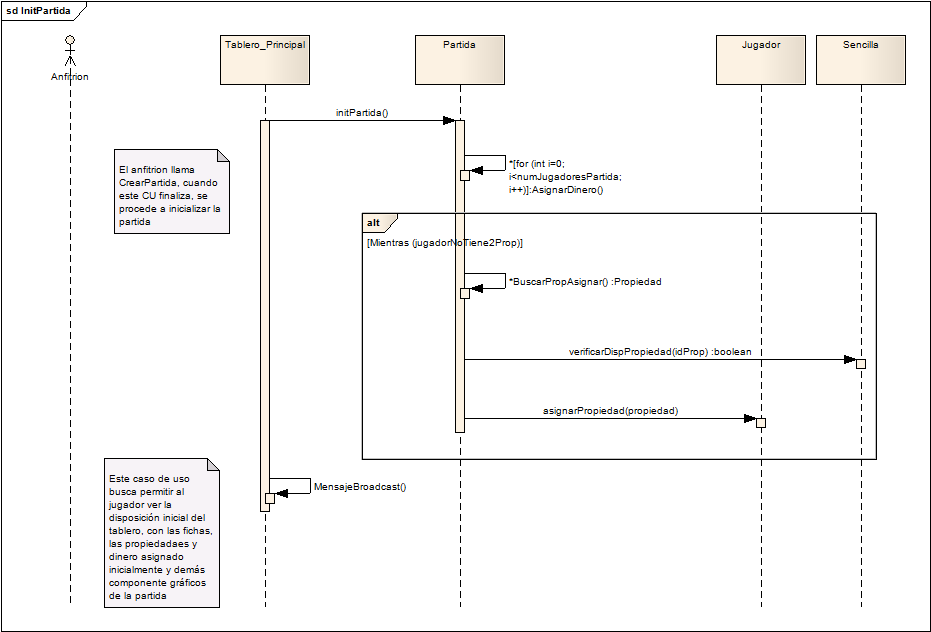 sd InitPartida
Anfitrion
Tablero_Principal
Partida
Jugador
Sencilla
initPartida()
El anfitrion llama
CrearPartida, cuando
este CU finaliza, se
procede a inicializar la
partida
*[for (int i=0;
i<numJugadoresPartida;
i++)]:AsignarDinero()
alt
[Mientras (jugadorNoTiene2Prop)]
*BuscarPropAsignar() :Propiedad
verificarDispPropiedad(idProp) :boolean
asignarPropiedad(propiedad)
MensajeBroadcast()
Este caso de uso
busca permitir al
jugador ver la
disposición inicial del
tablero, con las fichas,
las propiedadaes y
dinero asignado
inicialmente y demás
componente gráficos
de la partida